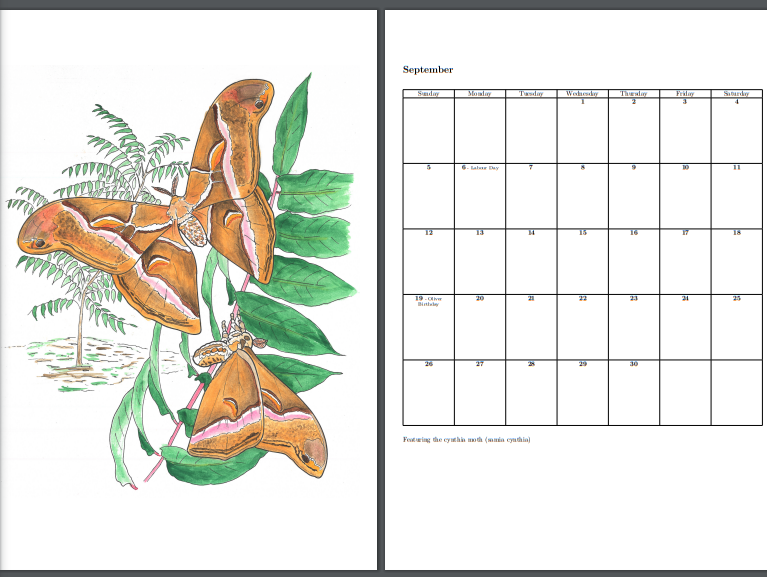 September
Sunday Monday Tuesday Wednesday Thursday Friday Saturday
1 2 3 4
5 6 - Labour Day 7 8 9 10 11
12 13 14 15 16 17 18
19 - Oliver 20 21 22 23 24 25
Birthday
26 27 28 29 30
Featuring the cynthia moth (samia cynthia)